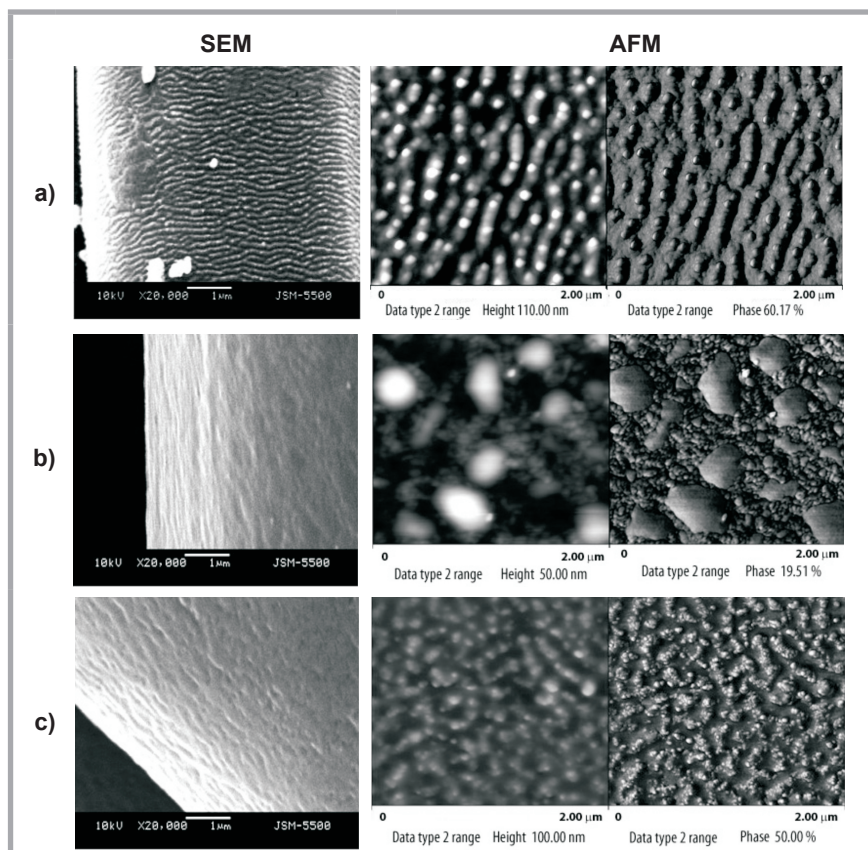 SEM AFM
a)
10kV X20,000 1µm JSM-5500
0 2.00 µm
Data type 2 range Height 110.00 nm
0 2.00 µm
Data type 2 range Phase 60.17 %
b)
10kV X20,000 1µm JSM-5500
0 2.00 µm
Data type 2 range Height 50.00 nm
0 2.00 µm
Data type 2 range Phase 19.51 %
c)
10kV X20,000 1µm JSM-5500
0 2.00 µm
Data type 2 range Height 100.00 nm
0 2.00 µm
Data type 2 range Phase 50.00 %